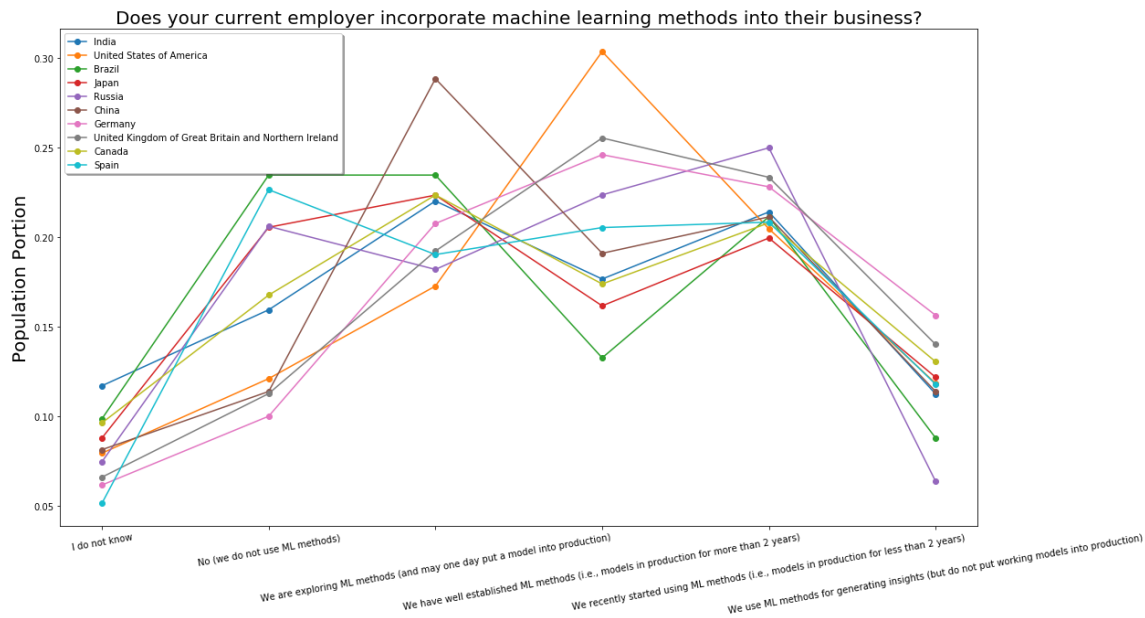 Does your current employer incorporate machine learning methods into their business?
India
United States of America
Brazil
Japan
Russia
China
Germany
United Kingdom of Great Britain and Northern Ireland
Canada
Spain
Population Portion
0.30
0.25
0.20
0.15
0.10
0.05
I do not know
No (we do not use ML methods)
We are exploring ML methods (and may one day put a model into production)
We have well established ML methods (i.e., models in production for more than 2 years)
We recently started using ML methods (i.e., models in production for less than 2 years)
We use ML methods for generating insights (but do not put working models into production)